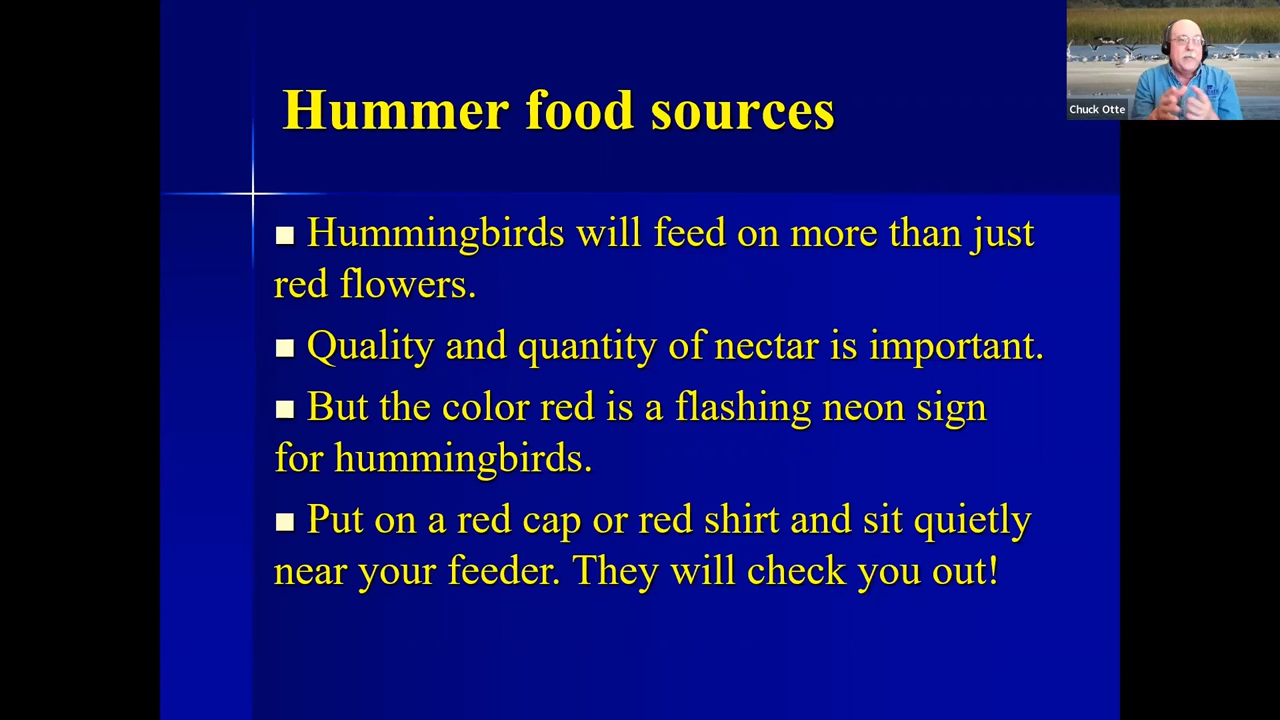 Hummer food sources
Chuck Otte
■ Hummingbirds will feed on more than just
red flowers.
■ Quality and quantity of nectar is important.
■ But the color red is a flashing neon sign
for hummingbirds.
■ Put on a red cap or red shirt and sit quietly
near your feeder. They will check you out!